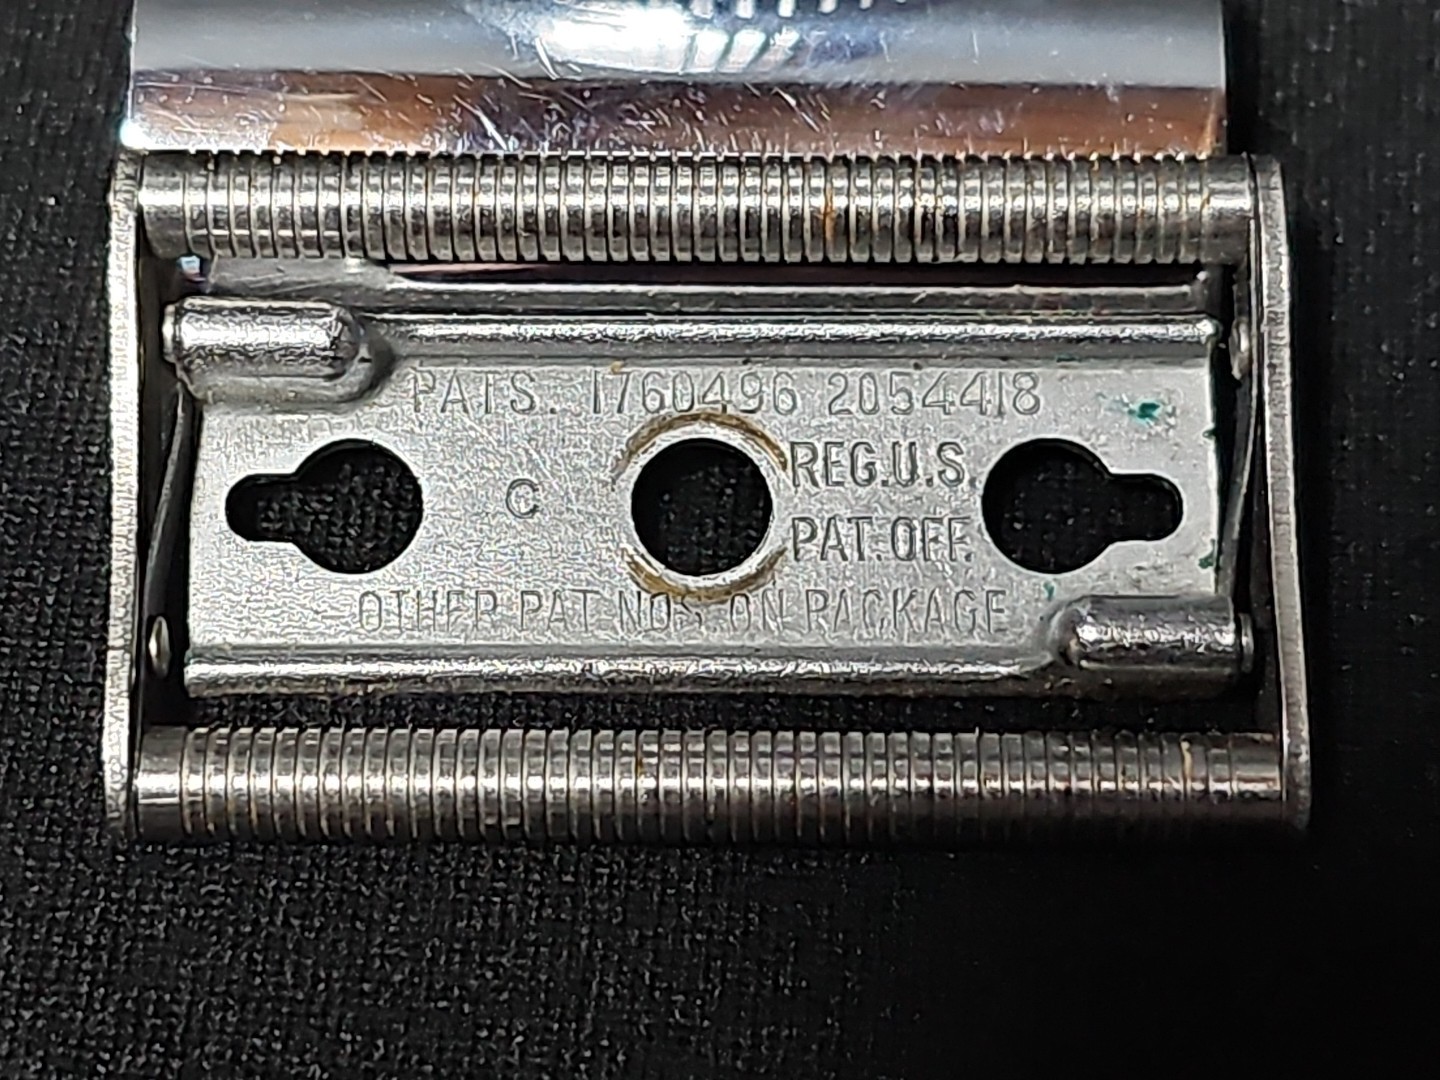 PATS. 1760496 2054418
REG.U.S.
C
PAT.OFF.
OTHER PAT NOS ON PACKAGE